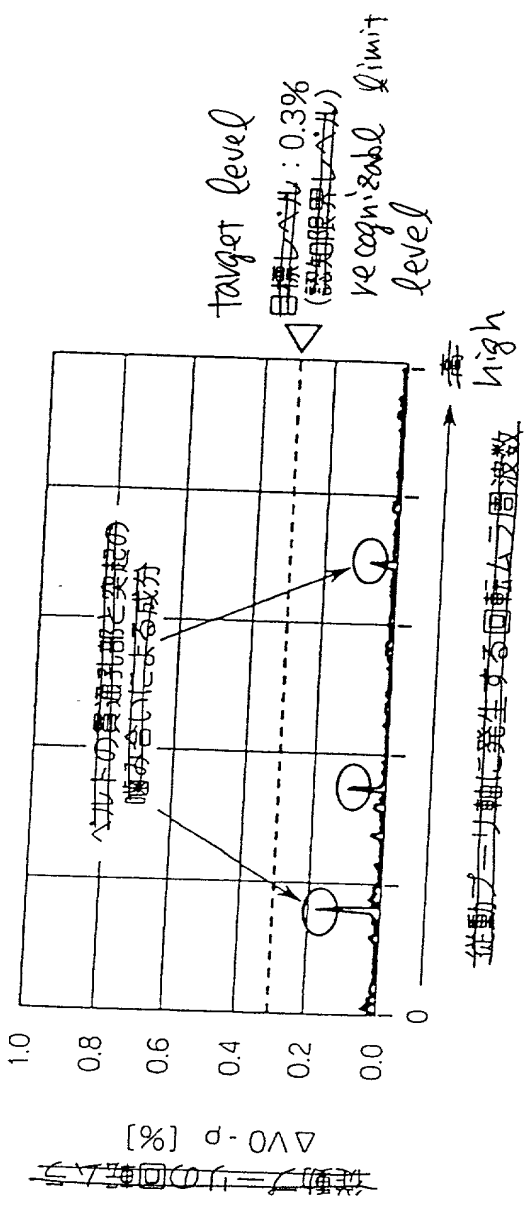 target level
目標レベル : 0.3%
(認知限界レベル)
recognizable limit
level
ベルトの貫通孔部と突起の
噛み合いによる成分
1.0
0.8
0.6
0.4
0.2
0.0
従動プーリの回転ムラ
ΔV0-p [%]
0
高
high
従動プーリ軸に発生する回転ムラ周波数